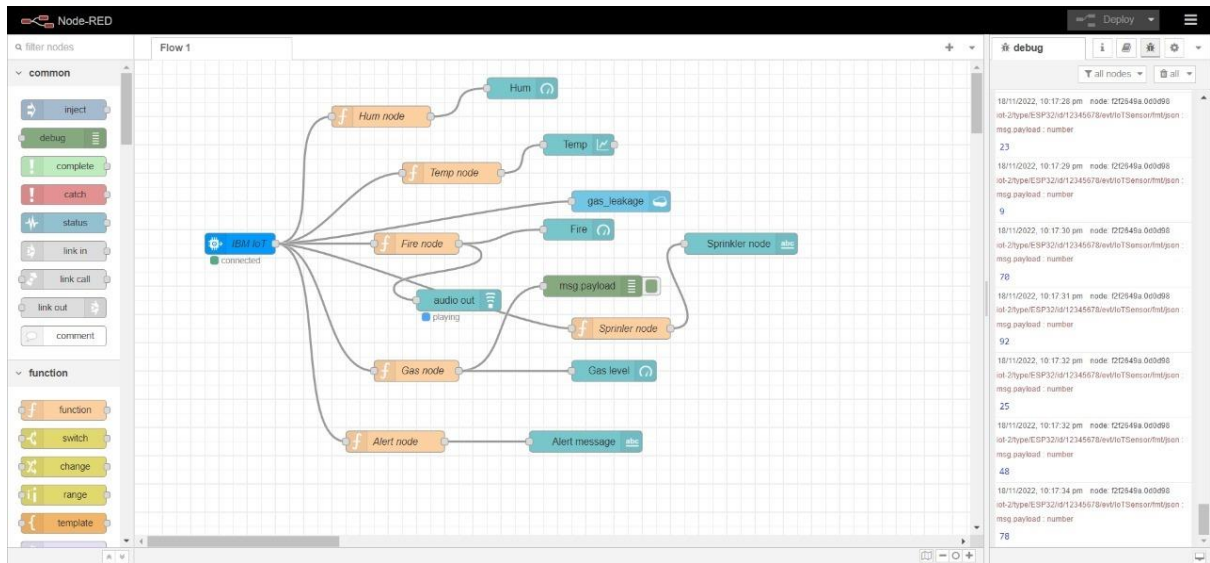 Node-RED
Deploy
filter nodes
Flow 1
debug
i
all nodes
all
common
inject
debug
complete
catch
status
link in
link call
link out
comment
function
function
switch
change
range
template
Hum
Hum node
Temp
Temp node
gas_leakage
IBM IoT
connected
Fire node
Fire
Sprinkler node
abc
audio out
playing
msg.payload
Sprinler node
Gas node
Gas level
Alert node
Alert message
abc
18/11/2022, 10:17:28 pm node: f2f2649a.0d0d98
iot-2/type/ESP32/id/12345678/evt/IoTSensor/fmt/json :
msg.payload : number
23
18/11/2022, 10:17:29 pm node: f2f2649a.0d0d98
iot-2/type/ESP32/id/12345678/evt/IoTSensor/fmt/json :
msg.payload : number
9
18/11/2022, 10:17:30 pm node: f2f2649a.0d0d98
iot-2/type/ESP32/id/12345678/evt/IoTSensor/fmt/json :
msg.payload : number
70
18/11/2022, 10:17:31 pm node: f2f2649a.0d0d98
iot-2/type/ESP32/id/12345678/evt/IoTSensor/fmt/json :
msg.payload : number
92
18/11/2022, 10:17:32 pm node: f2f2649a.0d0d98
iot-2/type/ESP32/id/12345678/evt/IoTSensor/fmt/json :
msg.payload : number
25
18/11/2022, 10:17:32 pm node: f2f2649a.0d0d98
iot-2/type/ESP32/id/12345678/evt/IoTSensor/fmt/json :
msg.payload : number
48
18/11/2022, 10:17:34 pm node: f2f2649a.0d0d98
iot-2/type/ESP32/id/12345678/evt/IoTSensor/fmt/json :
msg.payload : number
78